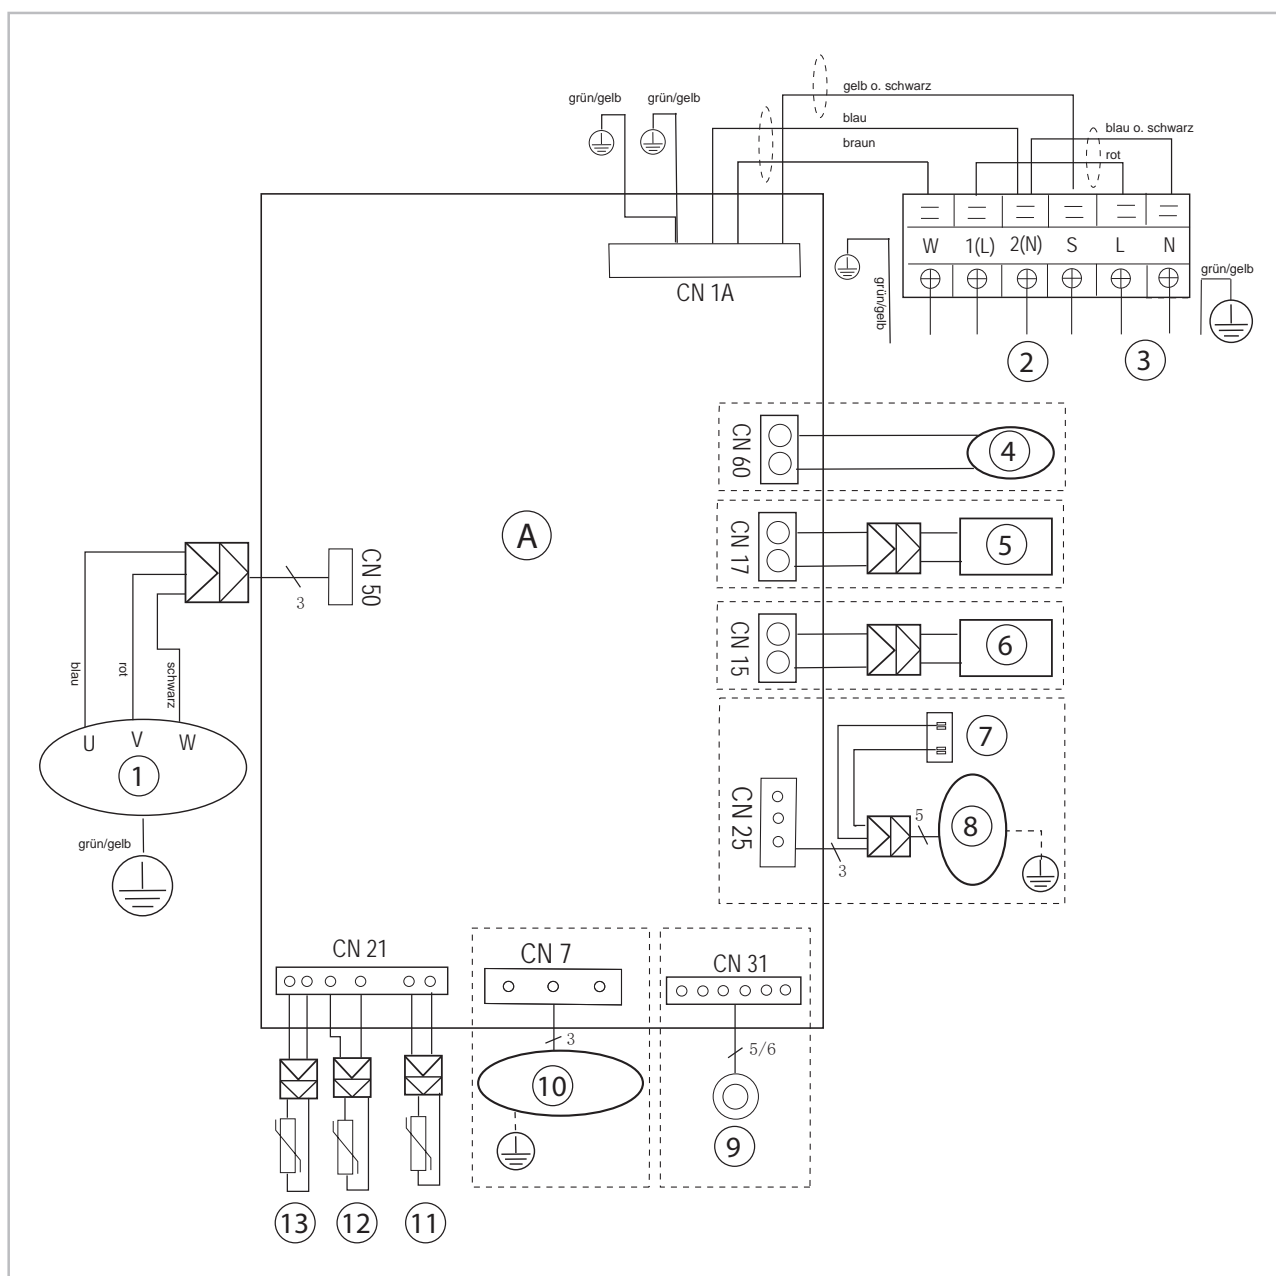 gelb o. schwarz
grün/gelb
grün/gelb
blau
blau o. schwarz
braun
rot
W 1(L) 2(N) S L N
CN 1A
grün/gelb
grün/gelb
2
3
CN 60
4
A
CN 17
5
CN 50
3
CN 15
6
blau
rot
schwarz
U V W
1
7
CN 25
5
8
3
grün/gelb
CN 21
CN 7
CN 31
3
5/6
10
9
13
12
11